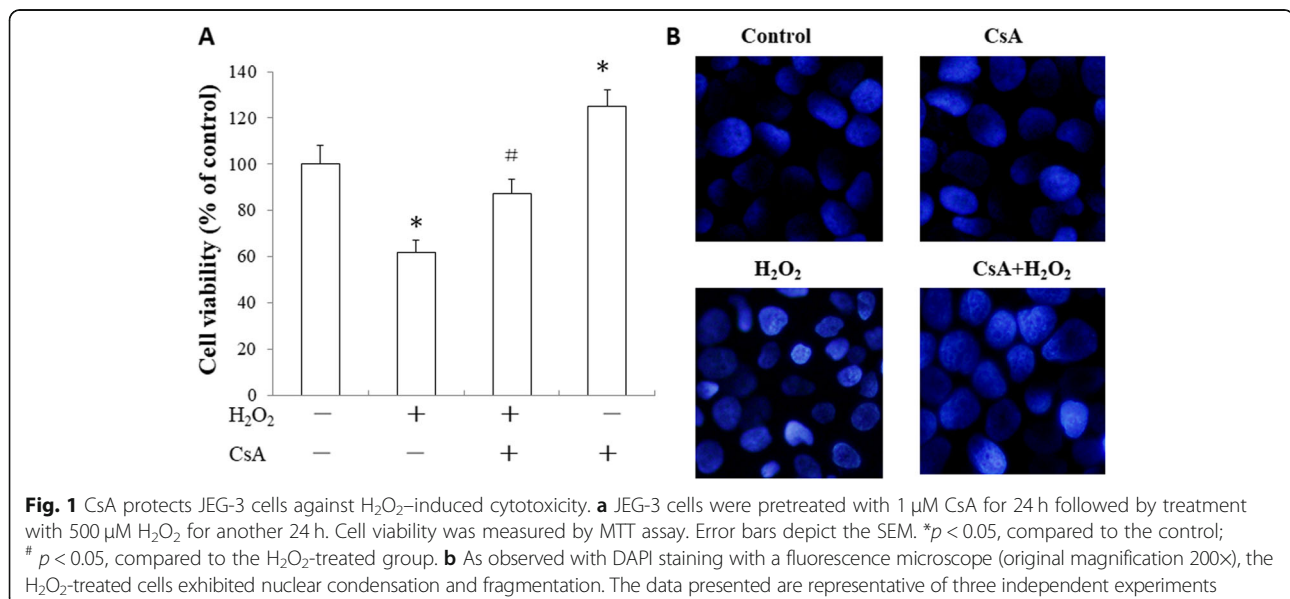 A
B
Control
CsA
H₂O₂
CsA+H₂O₂
Cell viability (% of control)
140
120
100
80
60
40
20
0
*
#
*
H₂O₂ − + + −
CsA − − + +
Fig. 1 CsA protects JEG-3 cells against H₂O₂–induced cytotoxicity. a JEG-3 cells were pretreated with 1 μM CsA for 24 h followed by treatment
with 500 μM H₂O₂ for another 24 h. Cell viability was measured by MTT assay. Error bars depict the SEM. *p < 0.05, compared to the control;
# p < 0.05, compared to the H₂O₂-treated group. b As observed with DAPI staining with a fluorescence microscope (original magnification 200×), the
H₂O₂-treated cells exhibited nuclear condensation and fragmentation. The data presented are representative of three independent experiments